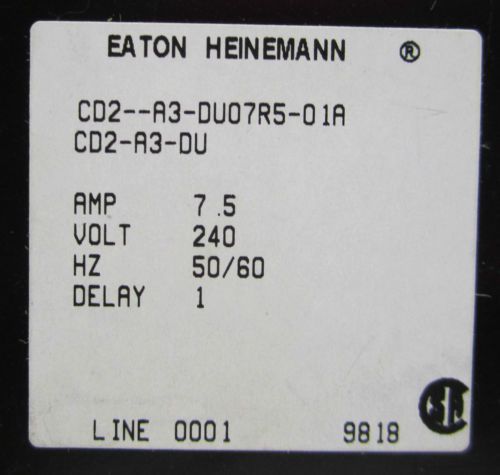 EATON HEINEMANN ®
CD2--A3-DU07R5-01A
CD2-A3-DU
AMP 7.5
VOLT 240
HZ 50/60
DELAY 1
SA
LINE 0001 9818